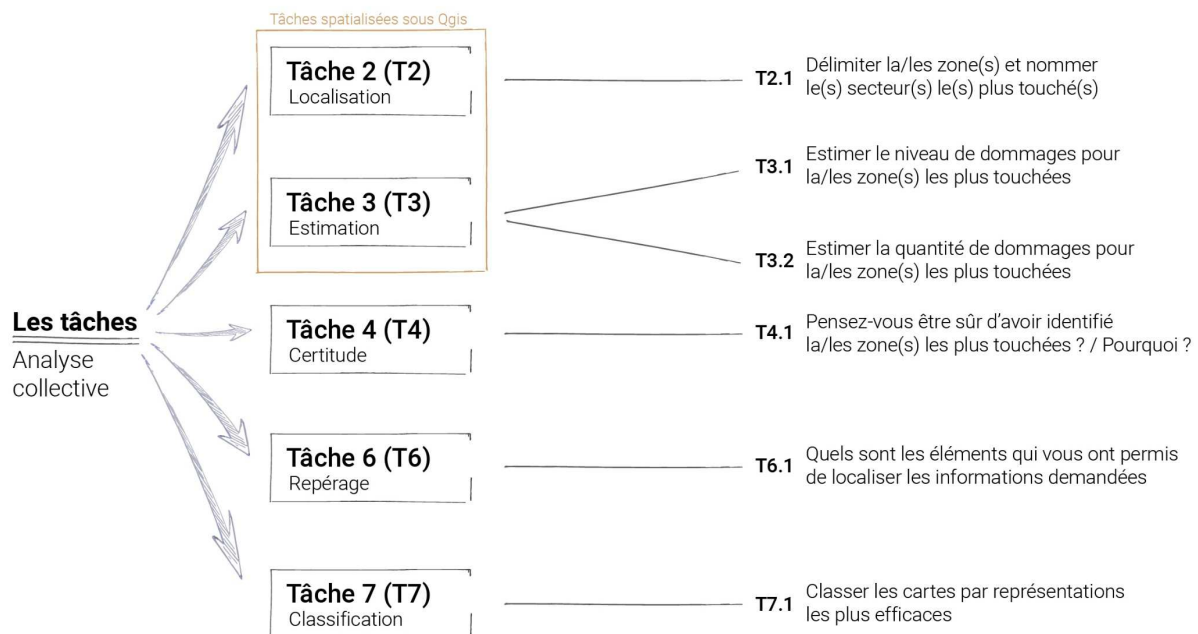 Tâches spatialisées sous Qgis
Tâche 2 (T2)
Localisation
T2.1 Délimiter la/les zone(s) et nommer
le(s) secteur(s) le(s) plus touché(s)
Tâche 3 (T3)
Estimation
T3.1 Estimer le niveau de dommages pour
la/les zone(s) les plus touchées
T3.2 Estimer la quantité de dommages pour
la/les zone(s) les plus touchées
Les tâches
Analyse
collective
Tâche 4 (T4)
Certitude
T4.1 Pensez-vous être sûr d'avoir identifié
la/les zone(s) les plus touchées ? / Pourquoi ?
Tâche 6 (T6)
Repérage
T6.1 Quels sont les éléments qui vous ont permis
de localiser les informations demandées
Tâche 7 (T7)
Classification
T7.1 Classer les cartes par représentations
les plus efficaces